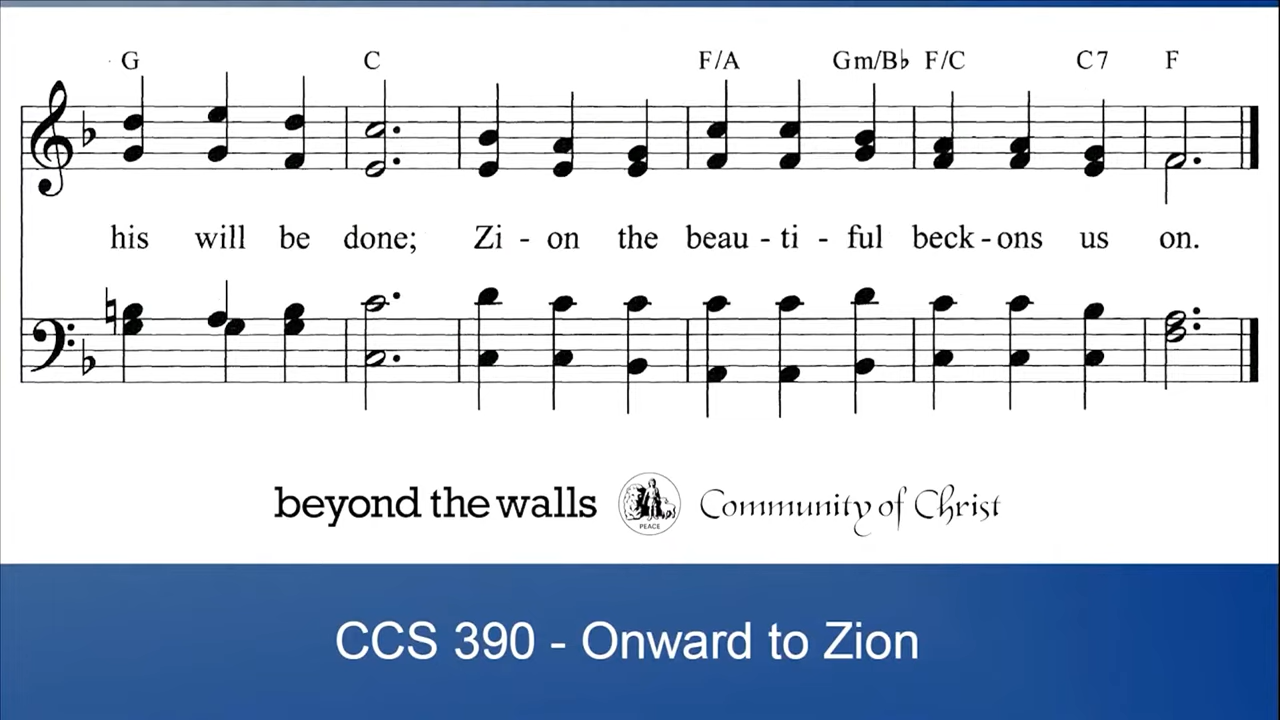 G C F/A Gm/B♭ F/C C7 F
his will be done; Zi - on the beau - ti - ful beck - ons us on.
beyond the walls PEACE Community of Christ
CCS 390 - Onward to Zion